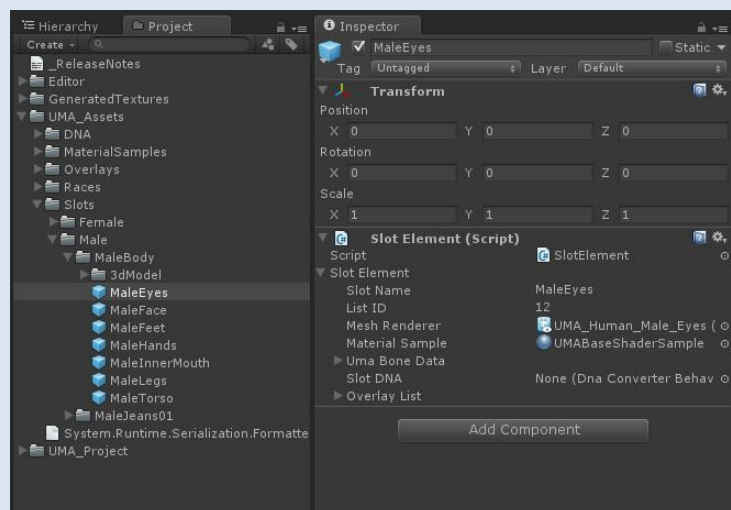 Hierarchy Project
Create
_ReleaseNotes
Editor
GeneratedTextures
UMA_Assets
DNA
MaterialSamples
Overlays
Races
Slots
Female
Male
MaleBody
3dModel
MaleEyes
MaleFace
MaleFeet
MaleHands
MaleInnerMouth
MaleLegs
MaleTorso
MaleJeans01
System.Runtime.Serialization.Formatte
UMA_Project
Inspector
MaleEyes Static
Tag Untagged Layer Default
Transform
Position
X 0 Y 0 Z 0
Rotation
X 0 Y 0 Z 0
Scale
X 1 Y 1 Z 1
Slot Element (Script)
Script SlotElement
Slot Element
Slot Name MaleEyes
List ID 12
Mesh Renderer UMA_Human_Male_Eyes (
Material Sample UMABaseShaderSample
Uma Bone Data
Slot DNA None (Dna Converter Behav
Overlay List
Add Component